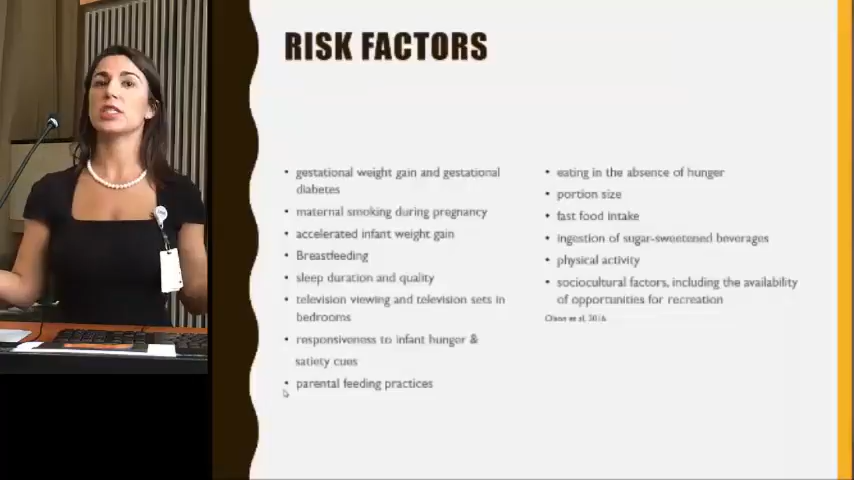 RISK FACTORS
• gestational weight gain and gestational
diabetes
• maternal smoking during pregnancy
• accelerated infant weight gain
• Breastfeeding
• sleep duration and quality
• television viewing and television sets in
bedrooms
• responsiveness to infant hunger &
satiety cues
• parental feeding practices
• eating in the absence of hunger
• portion size
• fast food intake
• ingestion of sugar-sweetened beverages
• physical activity
• sociocultural factors, including the availability
of opportunities for recreation
et al, 2016